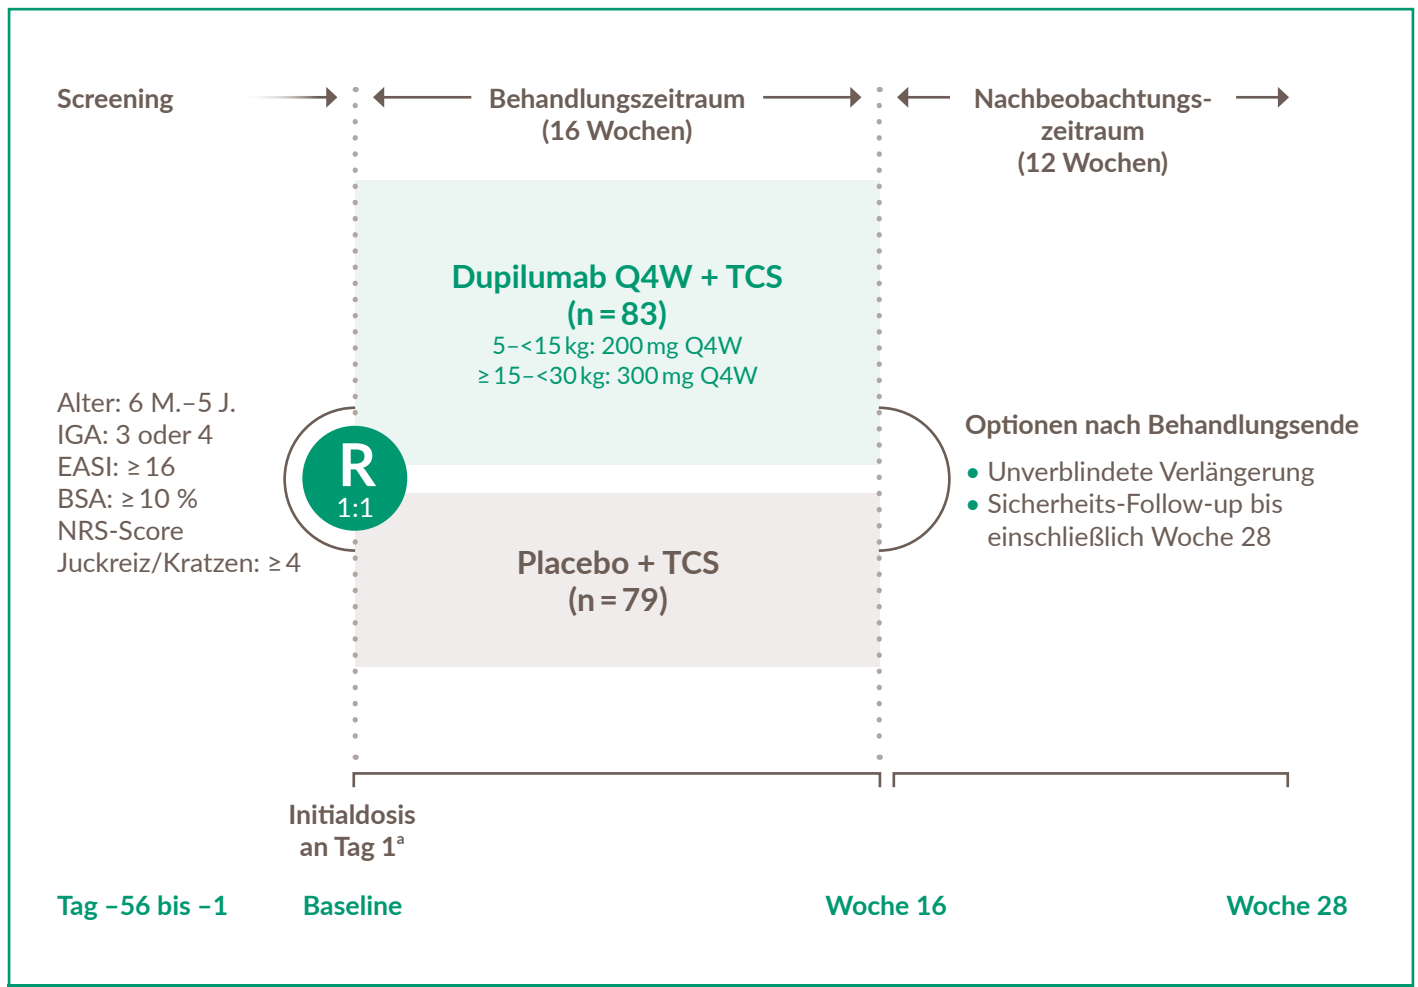 Screening
Behandlungszeitraum
(16 Wochen)
Nachbeobachtungs-
zeitraum
(12 Wochen)
Dupilumab Q4W + TCS
(n = 83)
5–<15 kg: 200 mg Q4W
≥ 15–<30 kg: 300 mg Q4W
Alter: 6 M.–5 J.
IGA: 3 oder 4
EASI: ≥ 16
BSA: ≥ 10 %
NRS-Score
Juckreiz/Kratzen: ≥ 4
R
1:1
Placebo + TCS
(n = 79)
Optionen nach Behandlungsende
• Unverblindete Verlängerung
• Sicherheits-Follow-up bis
einschließlich Woche 28
Initialdosis
an Tag 1ª
Tag –56 bis –1
Baseline
Woche 16
Woche 28